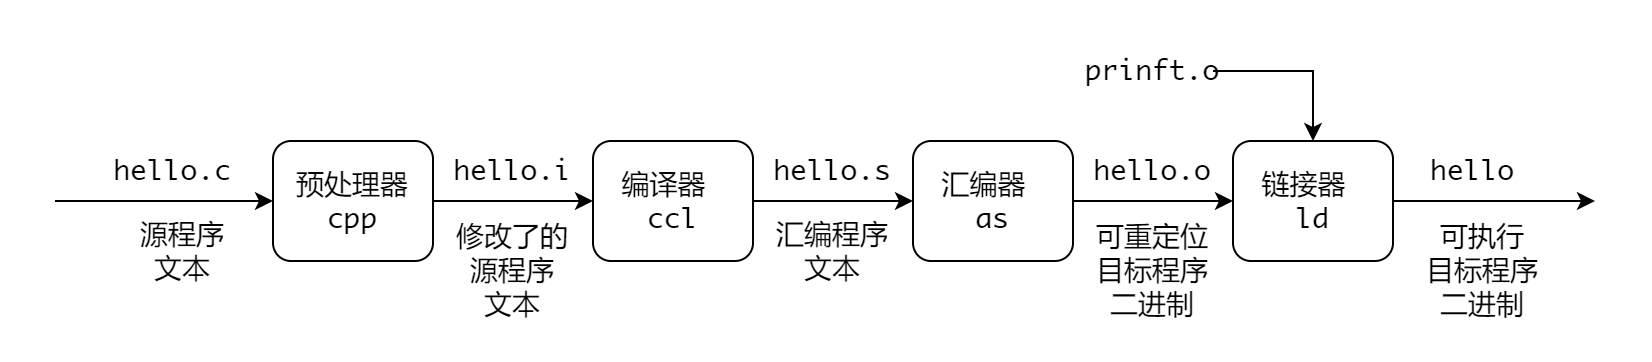 prinft.o
hello.c
源程序
文本
预处理器
cpp
hello.i
修改了的
源程序
文本
编译器
ccl
hello.s
汇编程序
文本
汇编器
as
hello.o
可重定位
目标程序
二进制
链接器
ld
hello
可执行
目标程序
二进制